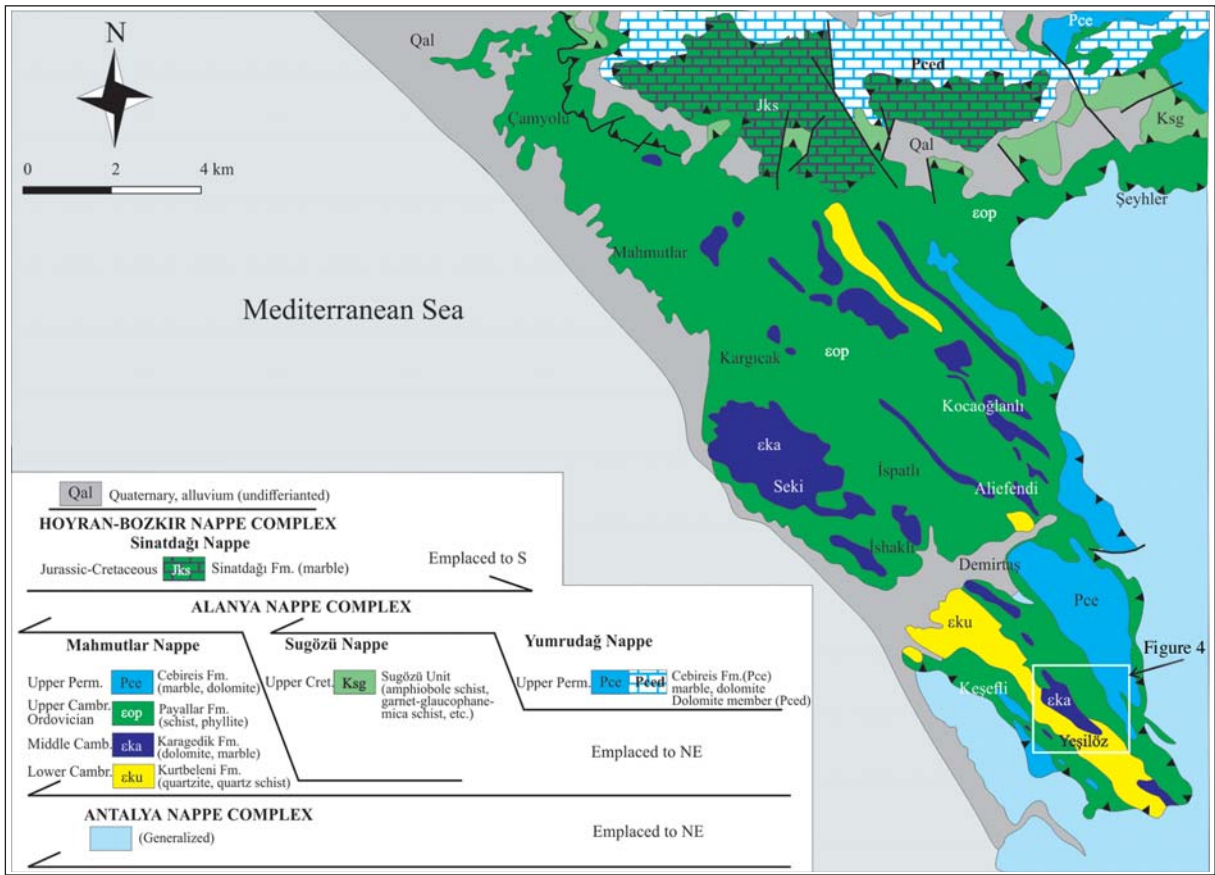 N
0 2 4 km
Qal
Pce
Çamyolu
Pced
Jks
Ksg
Qal
Şeyhler
εop
Mahmutlar
Mediterranean Sea
Kargıcak
εop
Kocaoğlanlı
εka
Seki
İspatlı
Aliefendi
İshaklı
Demirtaş
Pce
εku
Figure 4
Keşefli
εka
Yeşilöz
Qal Quaternary, alluvium (undifferianted)
HOYRAN-BOZKIR NAPPE COMPLEX
Sinatdağı Nappe
Emplaced to S
Jurassic-Cretaceous Jks Sinatdağı Fm. (marble)
ALANYA NAPPE COMPLEX
Mahmutlar Nappe
Upper Perm. Pce Cebireis Fm.
(marble, dolomite)
Upper Cambr. εop Payallar Fm.
Ordovician (schist, phyllite)
Middle Camb. εka Karagedik Fm.
(dolomite, marble)
Lower Cambr. εku Kurtbeleni Fm.
(quartzite, quartz schist)
Sugözü Nappe
Upper Cret. Ksg Sugözü Unit
(amphibole schist,
garnet-glaucophane-
mica schist, etc.)
Yumrudağ Nappe
Upper Perm. Pce Pced Cebireis Fm.(Pce)
marble, dolomite
Dolomite member (Pced)
Emplaced to NE
ANTALYA NAPPE COMPLEX
(Generalized)
Emplaced to NE